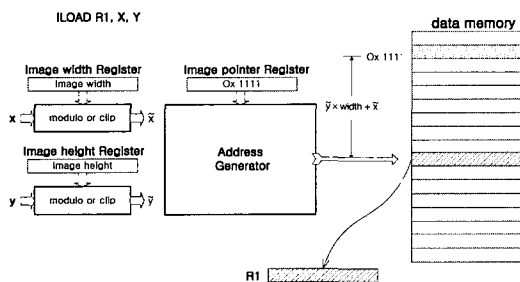 ILOAD R1, X, Y
data memory
Image width Register
Image width
Image pointer Register
Ox 1111
Ox 1111
x
modulo or clip
x̃
ỹ × width + x̃
Image height Register
Image height
Address
Generator
y
modulo or clip
ỹ
R1